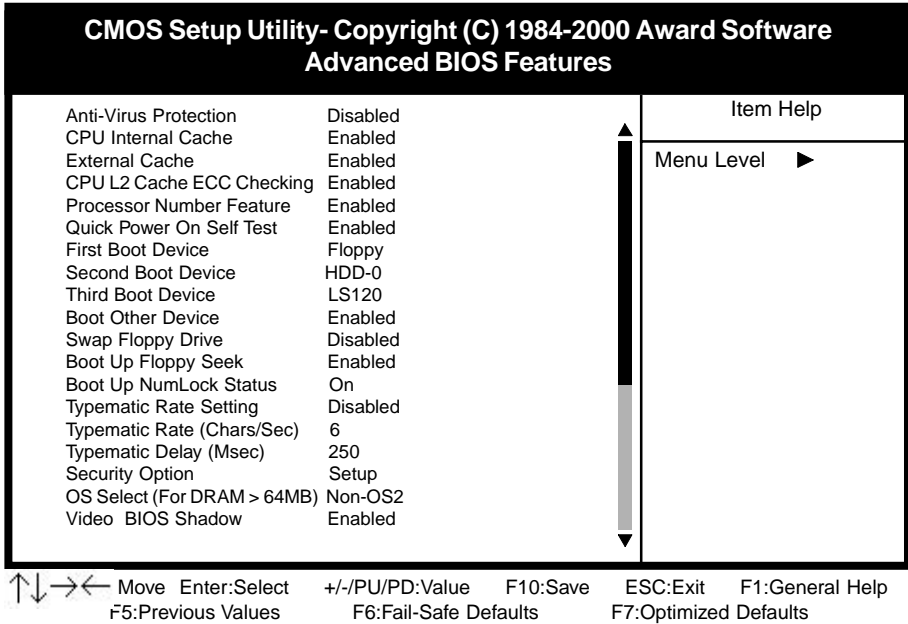 CMOS Setup Utility- Copyright (C) 1984-2000 Award Software
Advanced BIOS Features
Anti-Virus Protection Disabled
CPU Internal Cache Enabled
External Cache Enabled
CPU L2 Cache ECC Checking Enabled
Processor Number Feature Enabled
Quick Power On Self Test Enabled
First Boot Device Floppy
Second Boot Device HDD-0
Third Boot Device LS120
Boot Other Device Enabled
Swap Floppy Drive Disabled
Boot Up Floppy Seek Enabled
Boot Up NumLock Status On
Typematic Rate Setting Disabled
Typematic Rate (Chars/Sec) 6
Typematic Delay (Msec) 250
Security Option Setup
OS Select (For DRAM > 64MB) Non-OS2
Video BIOS Shadow Enabled
Item Help
Menu Level ▶
↑↓→← Move Enter:Select +/-/PU/PD:Value F10:Save ESC:Exit F1:General Help
F5:Previous Values F6:Fail-Safe Defaults F7:Optimized Defaults